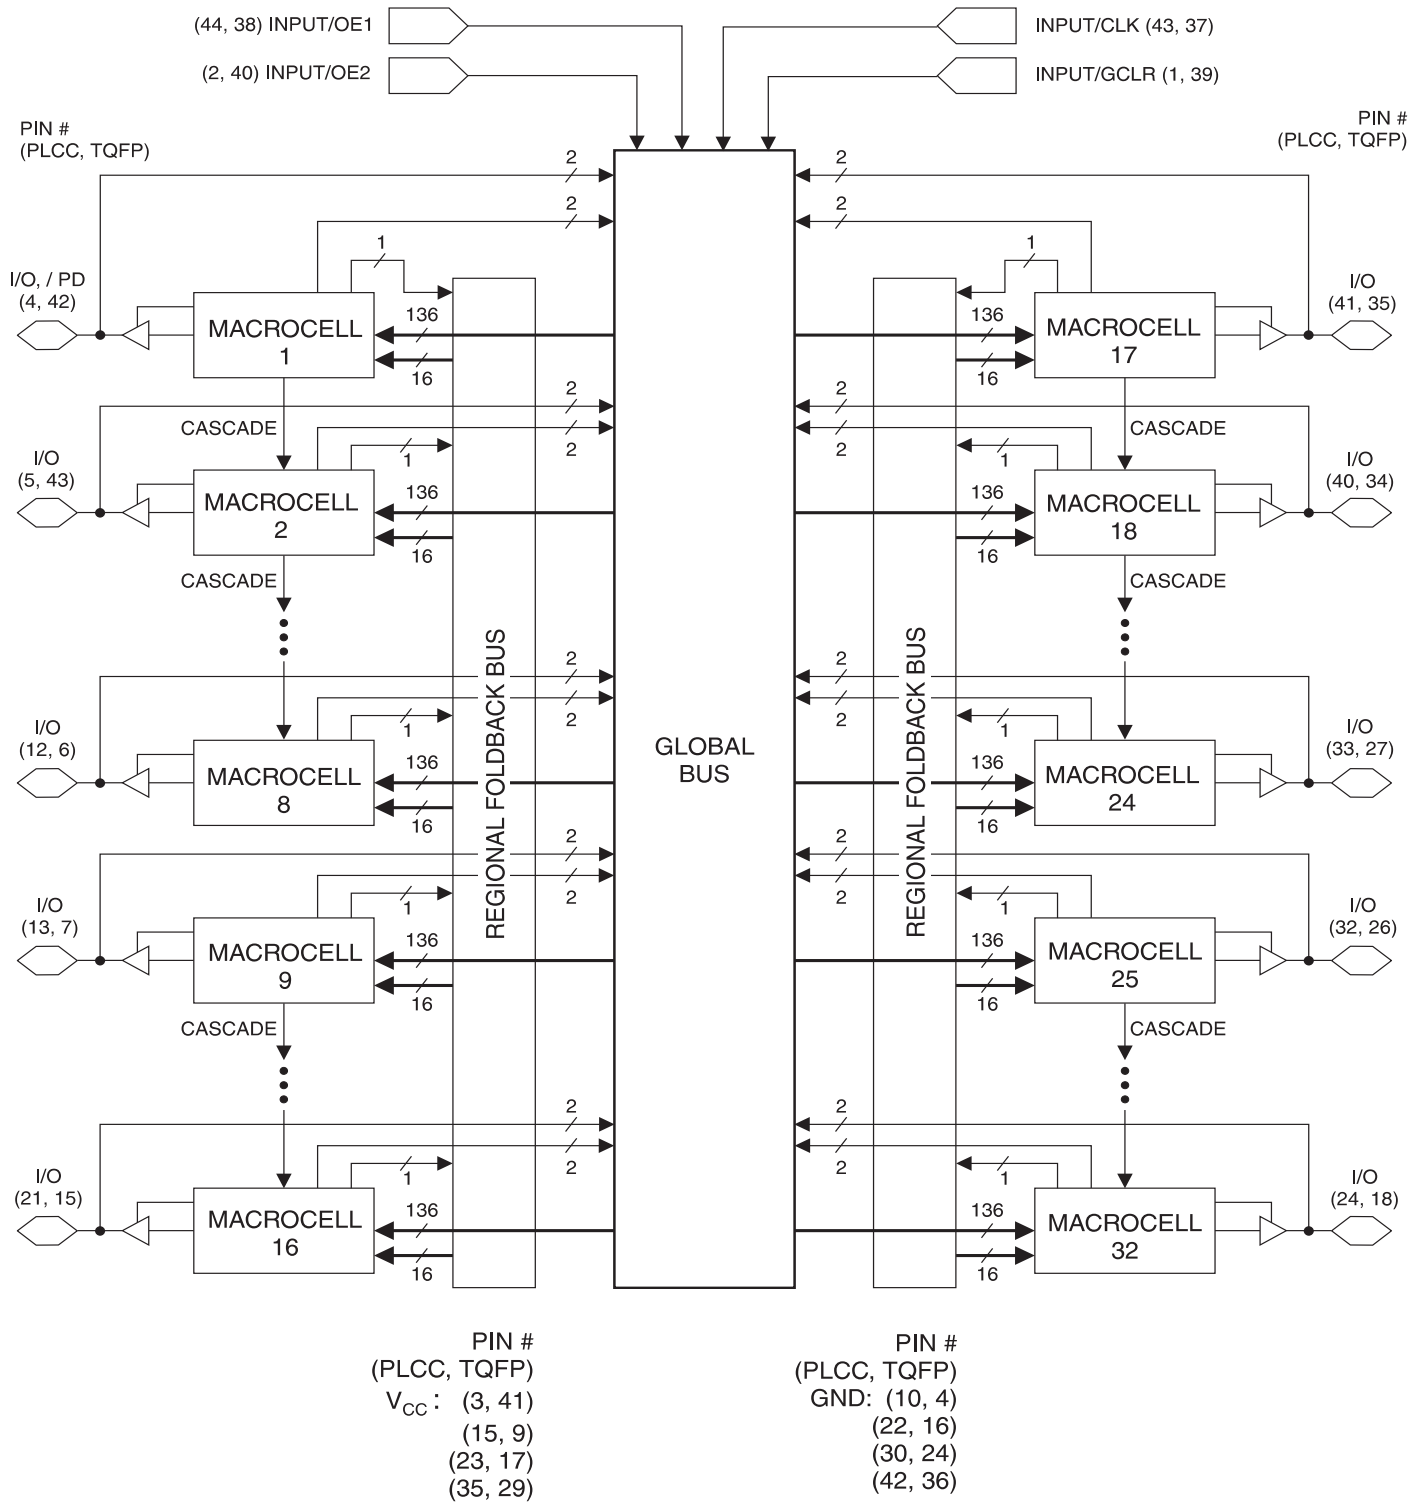 (44, 38) INPUT/OE1
INPUT/CLK (43, 37)
(2, 40) INPUT/OE2
INPUT/GCLR (1, 39)
PIN #
(PLCC, TQFP)
PIN #
(PLCC, TQFP)
2
2
2
2
1
1
I/O, / PD
(4, 42)
MACROCELL
1
136
16
136
16
MACROCELL
17
I/O
(41, 35)
2
2
CASCADE
CASCADE
2
1
2
1
I/O
(5, 43)
MACROCELL
2
136
16
136
16
MACROCELL
18
I/O
(40, 34)
CASCADE
CASCADE
2
2
2
1
2
1
I/O
(12, 6)
MACROCELL
8
136
16
136
16
MACROCELL
24
I/O
(33, 27)
REGIONAL FOLDBACK BUS
GLOBAL
BUS
REGIONAL FOLDBACK BUS
2
2
2
1
2
1
I/O
(13, 7)
MACROCELL
9
136
16
136
16
MACROCELL
25
I/O
(32, 26)
CASCADE
CASCADE
2
2
2
1
2
1
I/O
(21, 15)
MACROCELL
16
136
16
136
16
MACROCELL
32
I/O
(24, 18)
PIN #
(PLCC, TQFP)
VCC : (3, 41)
(15, 9)
(23, 17)
(35, 29)
PIN #
(PLCC, TQFP)
GND: (10, 4)
(22, 16)
(30, 24)
(42, 36)